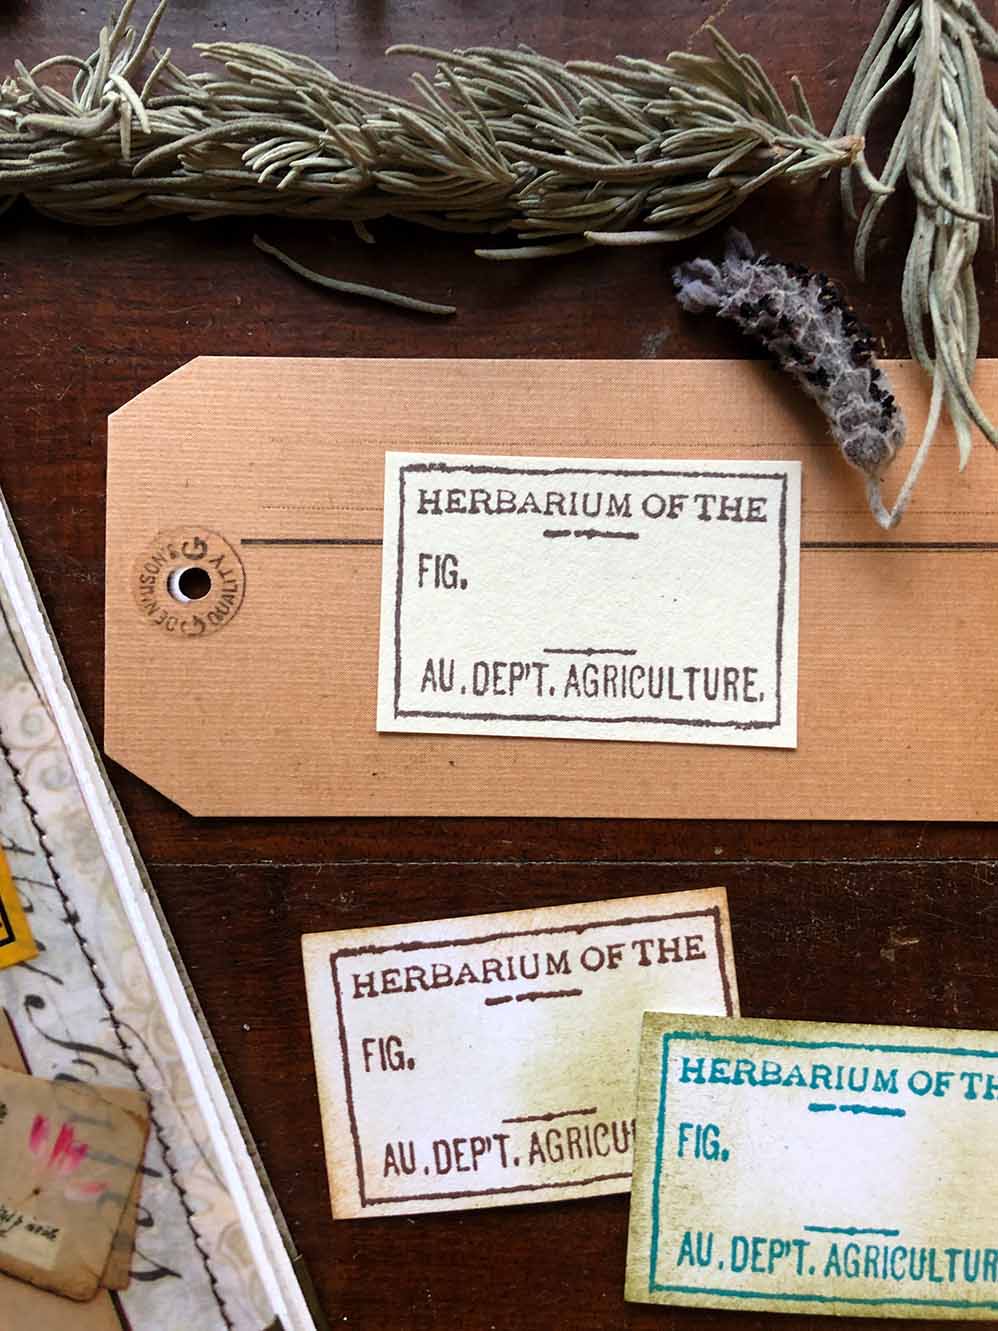 DENNISON'S QUALITY
HERBARIUM OF THE
FIG.
AU. DEP'T. AGRICULTURE.
HERBARIUM OF THE
FIG.
AU. DEP'T. AGRICU
HERBARIUM OF TH
FIG.
AU. DEP'T. AGRICULTUR